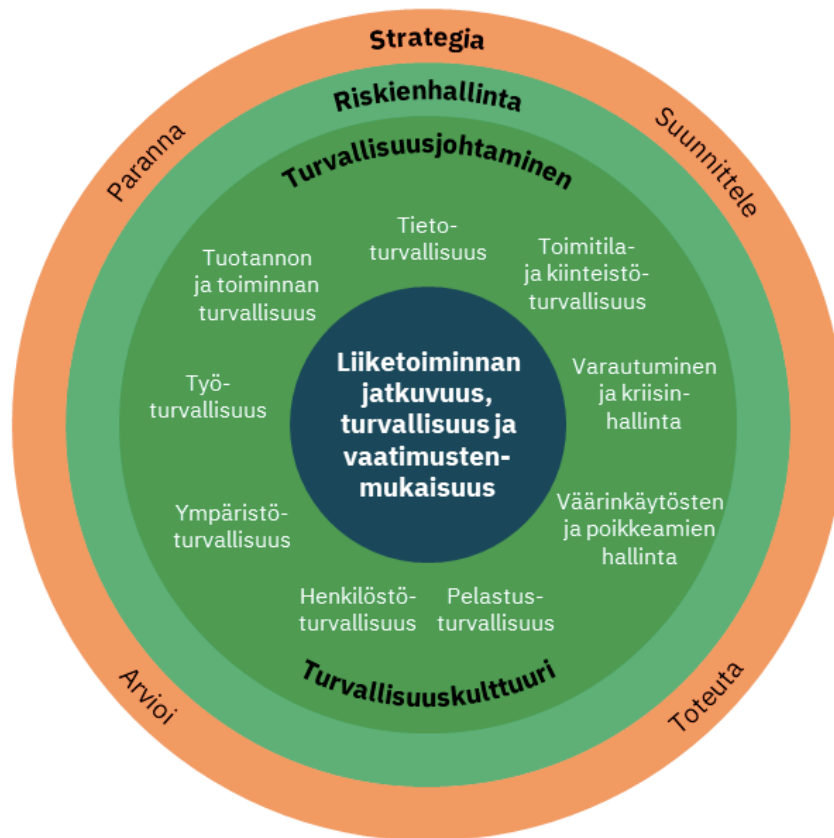 Strategia
Riskienhallinta
Turvallisuusjohtaminen
Paranna
Suunnittele
Tieto-
turvallisuus
Toimitila-
ja kiinteistö-
turvallisuus
Varautuminen
ja kriisin-
hallinta
Väärinkäytösten
ja poikkeamien
hallinta
Pelastus-
turvallisuus
Henkilöstö-
turvallisuus
Ympäristö-
turvallisuus
Työ-
turvallisuus
Tuotannon
ja toiminnan
turvallisuus
Liiketoiminnan
jatkuvuus,
turvallisuus ja
vaatimusten-
mukaisuus
Turvallisuuskulttuuri
Arvioi
Toteuta